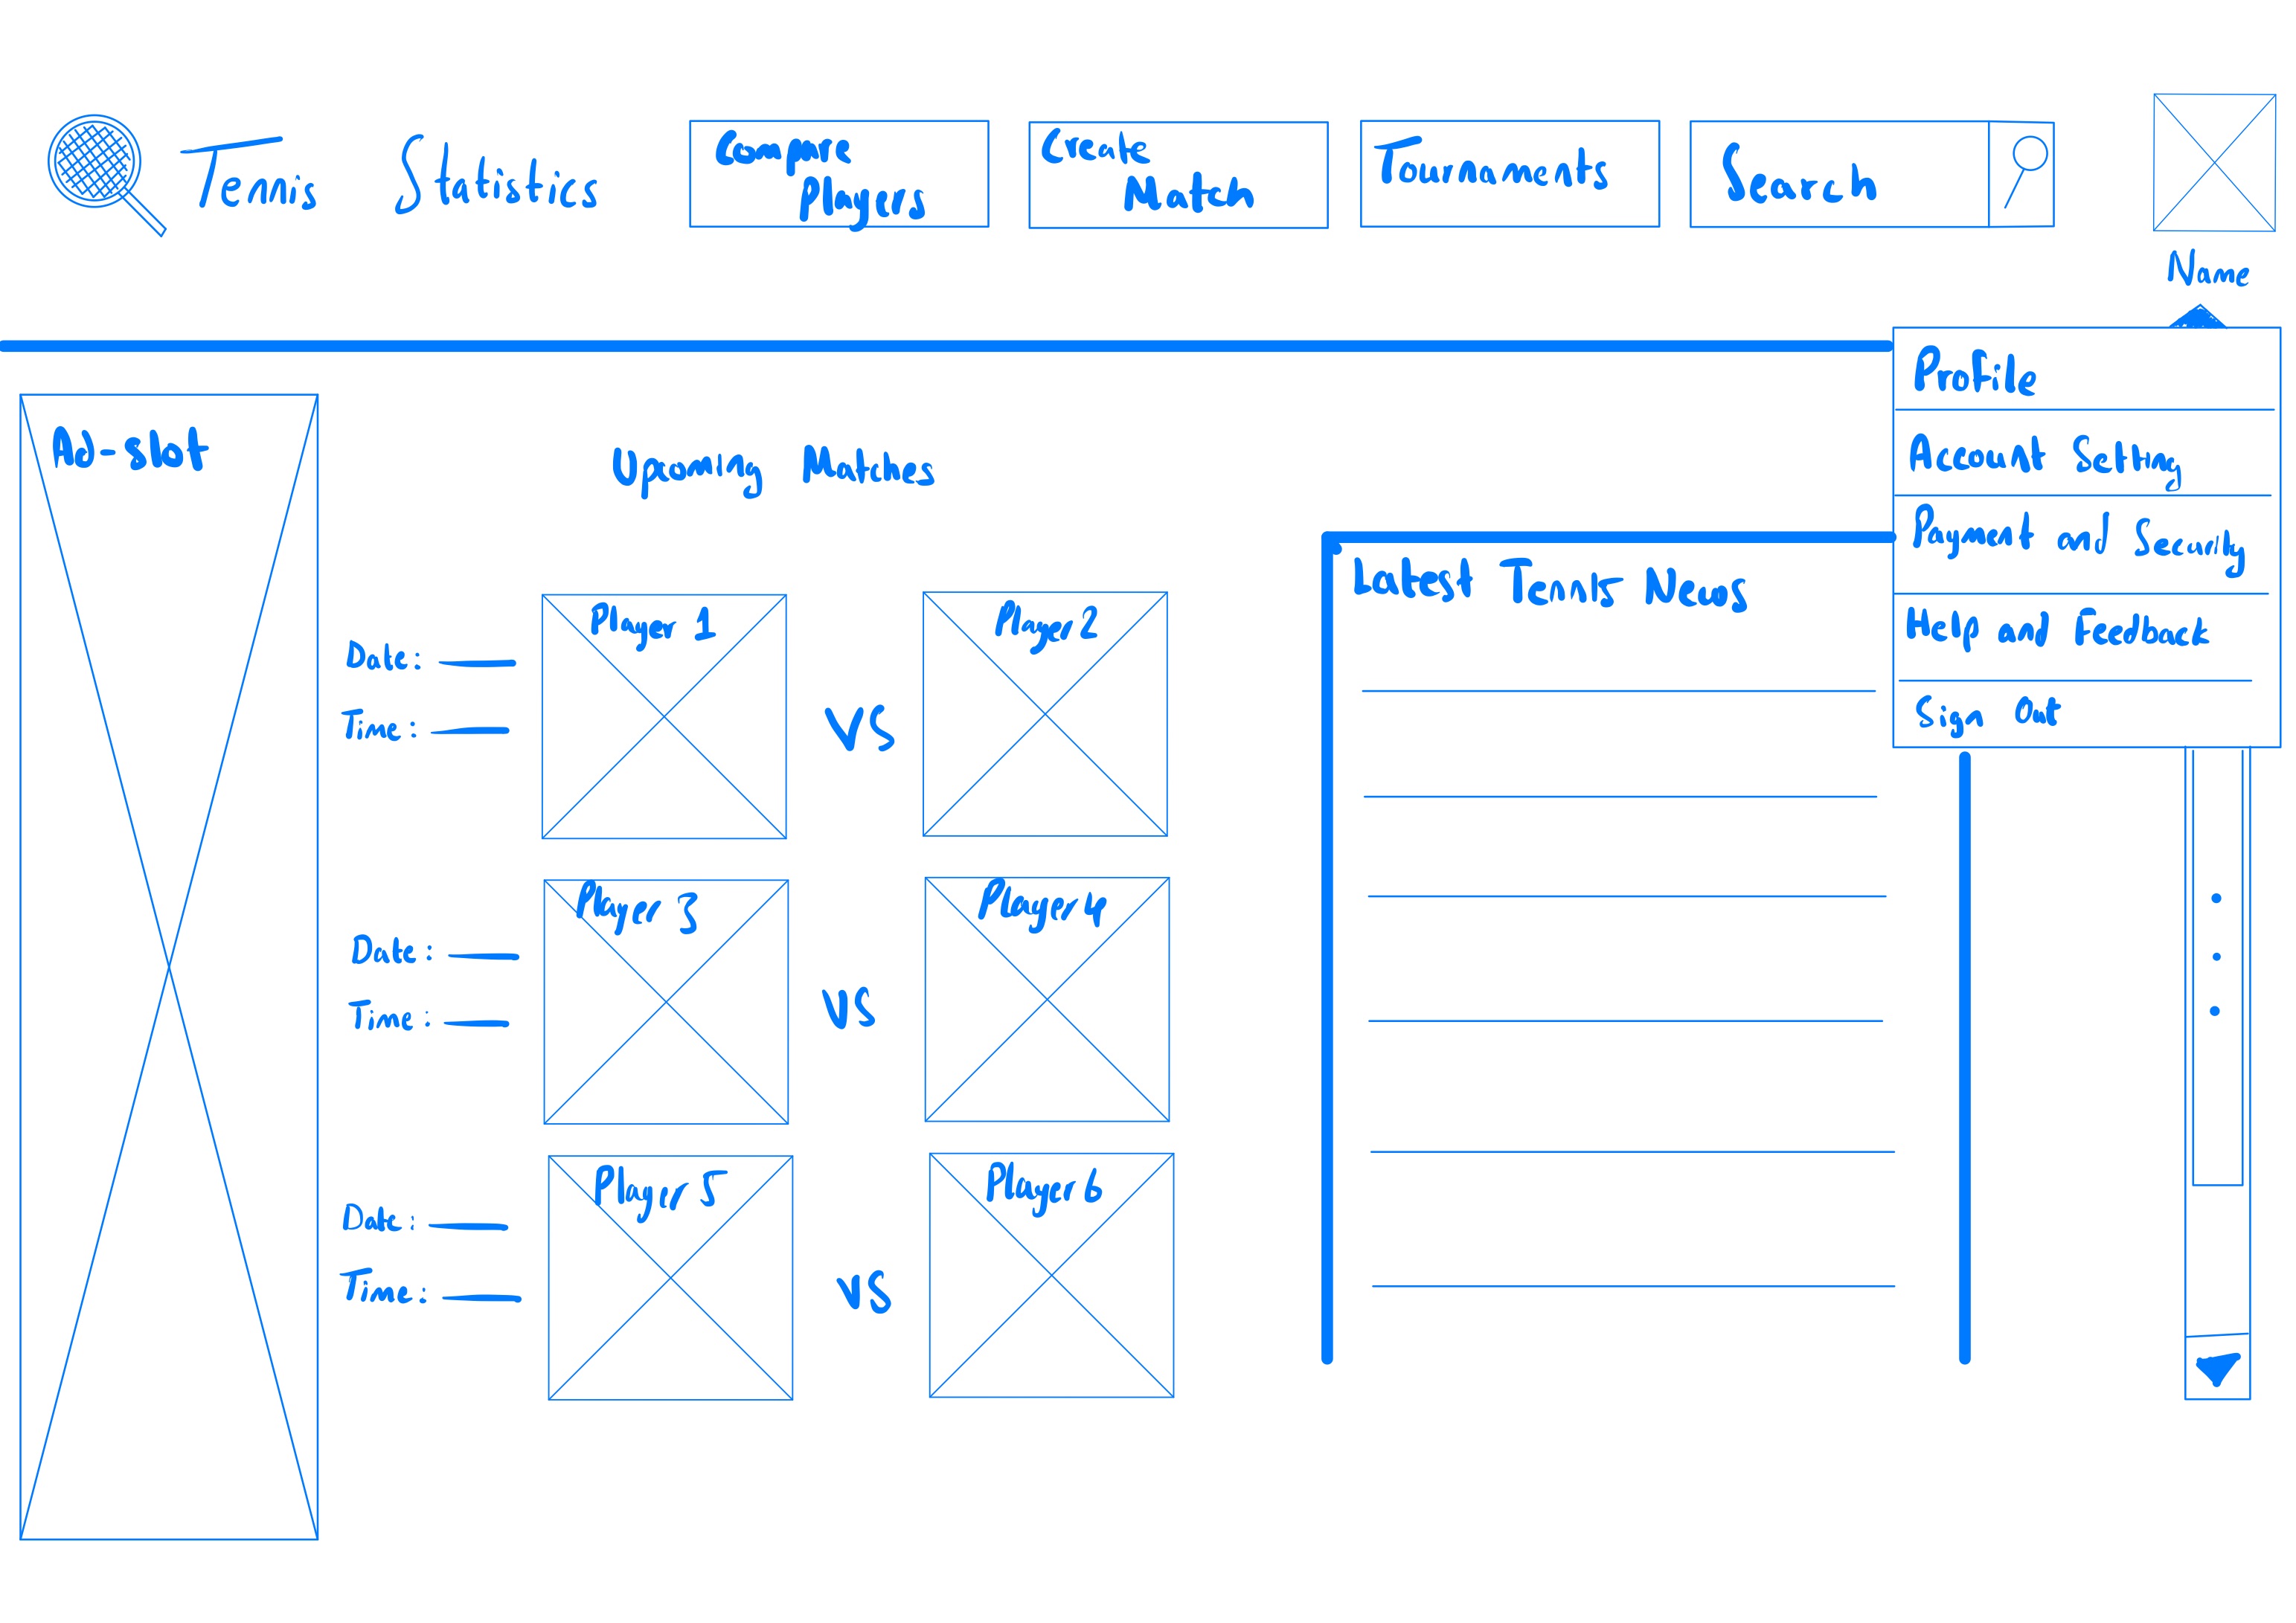 Tennis Statistics
Compare
Players
Create
Match
Tournaments
Search
Name
Profile
Account Setting
Payment and Security
Help and Feedback
Sign Out
Ad-slot
Upcoming Matches
Date:
Time:
Player 1
VS
Player 2
Date:
Time:
Player 3
VS
Player 4
Date:
Time:
Player 5
VS
Player 6
Latest Tennis News